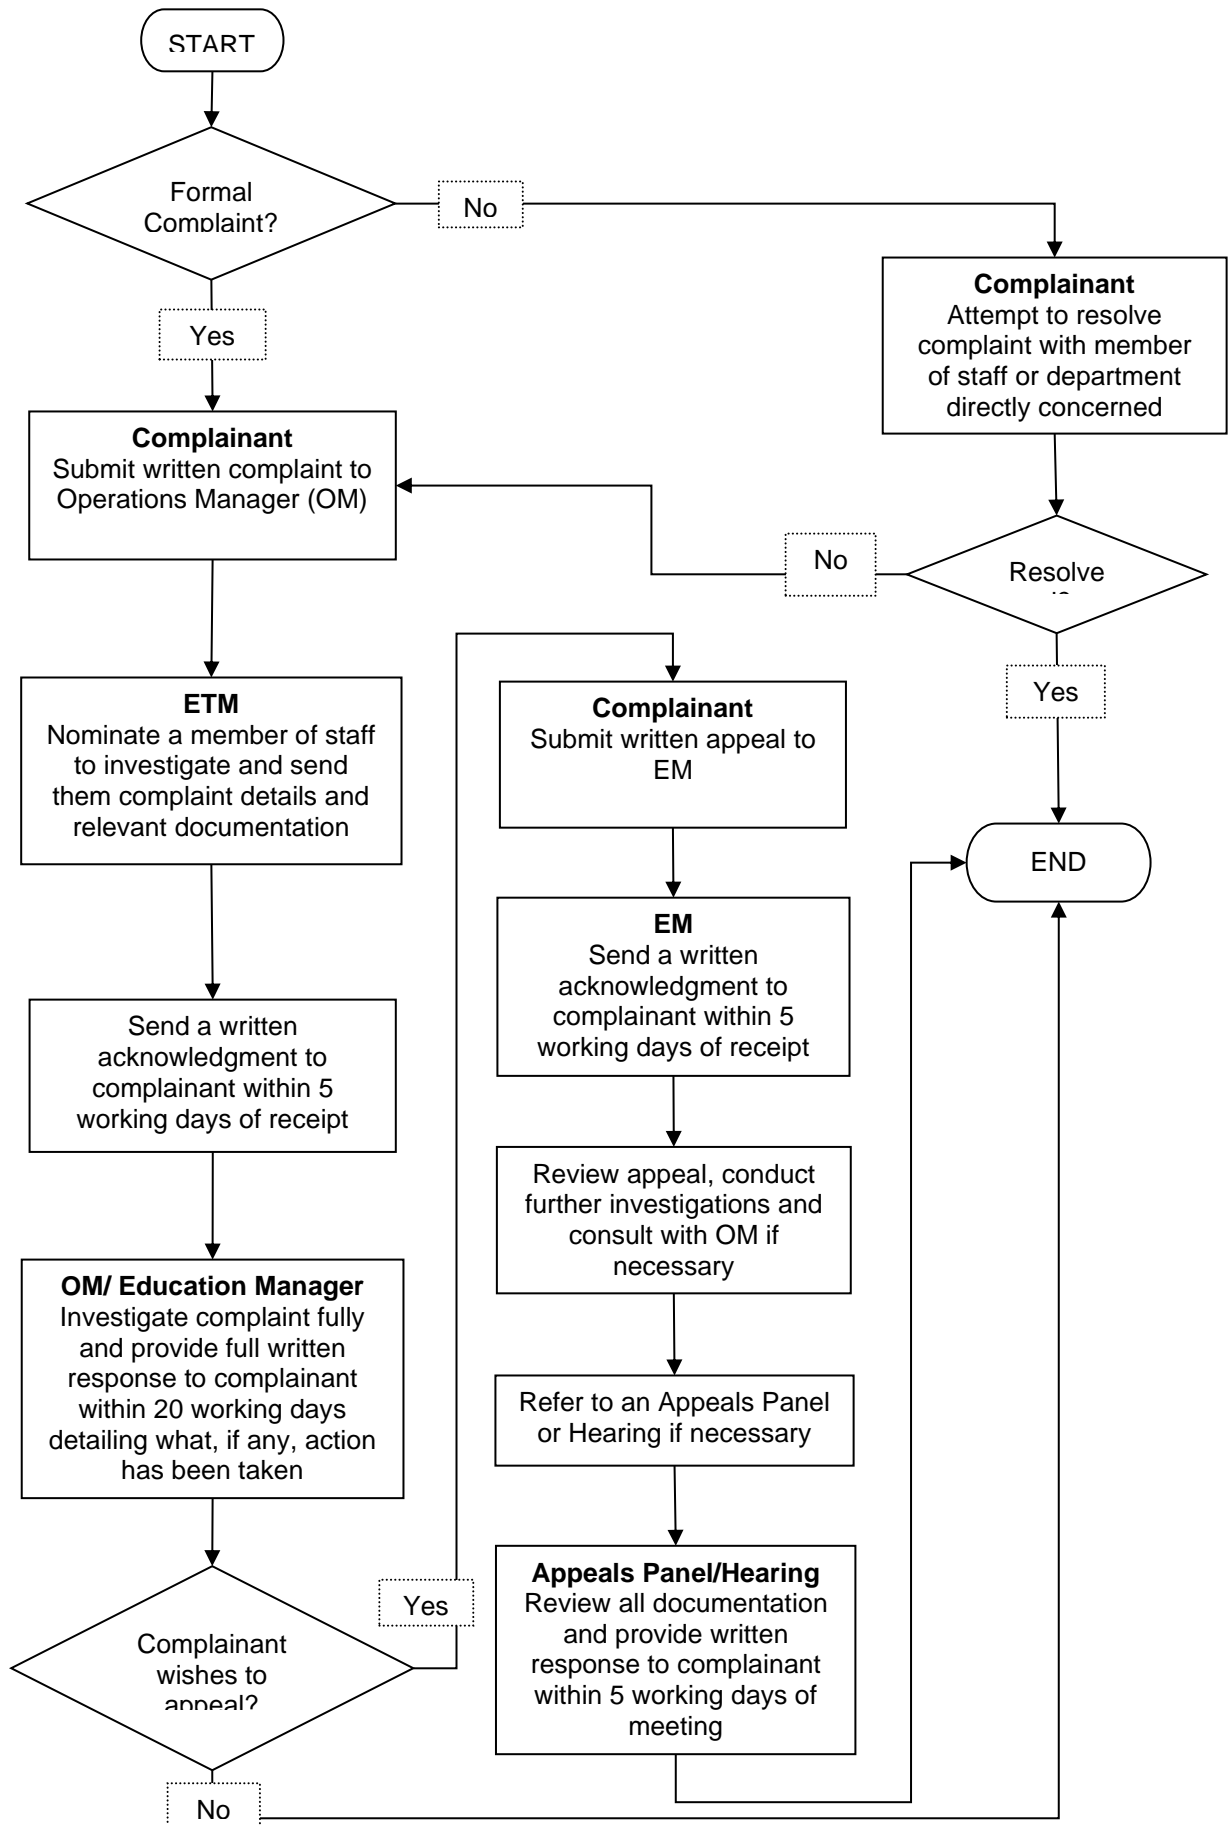 START
Formal
Complaint?
No
Yes
Complainant
Attempt to resolve
complaint with member
of staff or department
directly concerned
Complainant
Submit written complaint to
Operations Manager (OM)
No
Resolve
Yes
ETM
Nominate a member of staff
to investigate and send
them complaint details and
relevant documentation
Complainant
Submit written appeal to
EM
END
EM
Send a written
acknowledgment to
complainant within 5
working days of receipt
Send a written
acknowledgment to
complainant within 5
working days of receipt
Review appeal, conduct
further investigations and
consult with OM if
necessary
OM/ Education Manager
Investigate complaint fully
and provide full written
response to complainant
within 20 working days
detailing what, if any, action
has been taken
Refer to an Appeals Panel
or Hearing if necessary
Appeals Panel/Hearing
Review all documentation
and provide written
response to complainant
within 5 working days of
meeting
Yes
Complainant
wishes to
appeal?
No